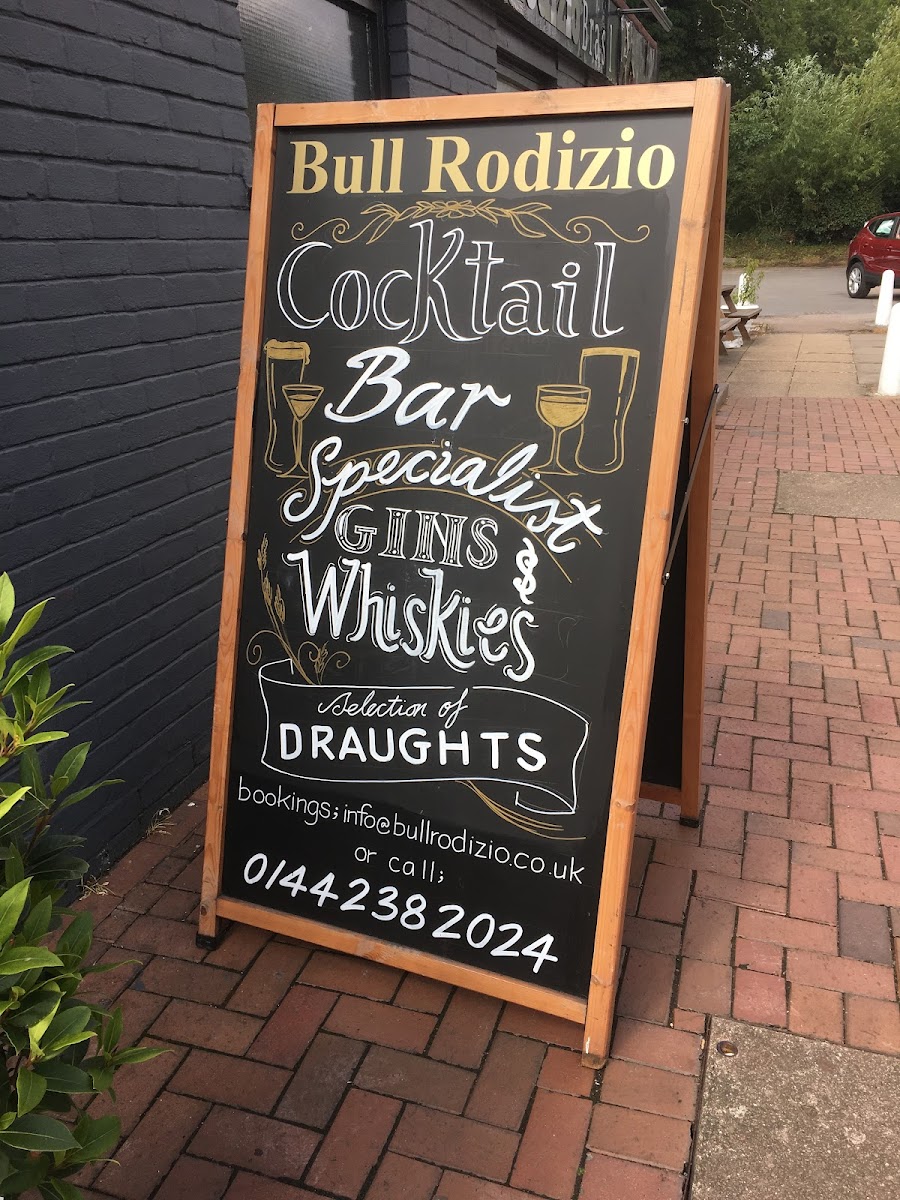 Bull Rodizio
Cocktail
Bar
Specialist
GINS &
Whiskies
selection of
DRAUGHTS
bookings; info@bullrodizio.co.uk
or call;
01442382024